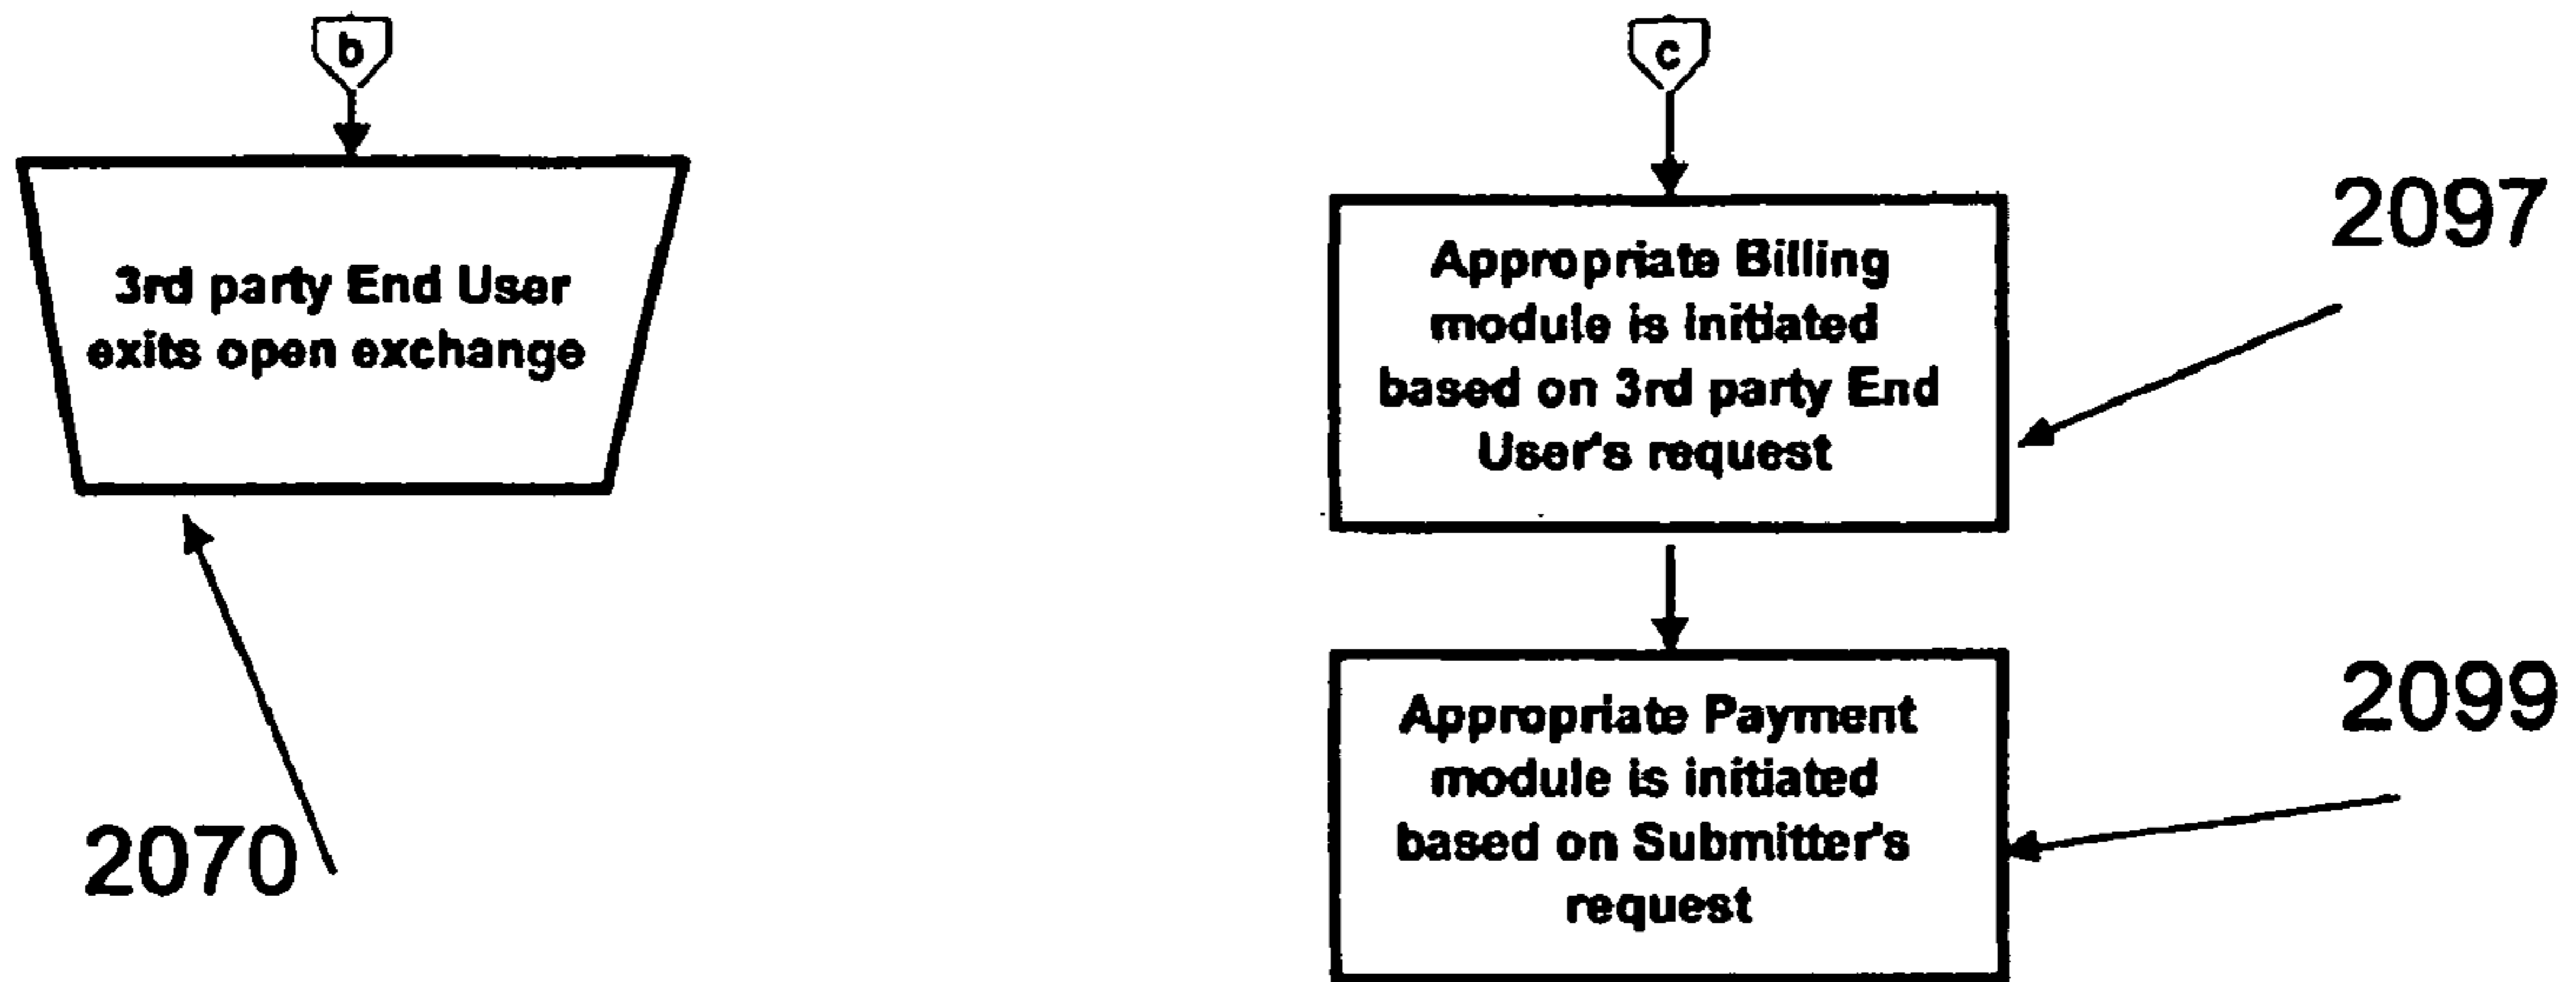 b
3rd party End User
exits open exchange
2070
c
Appropriate Billing
module is initiated
based on 3rd party End
User's request
2097
Appropriate Payment
module is initiated
based on Submitter's
request
2099